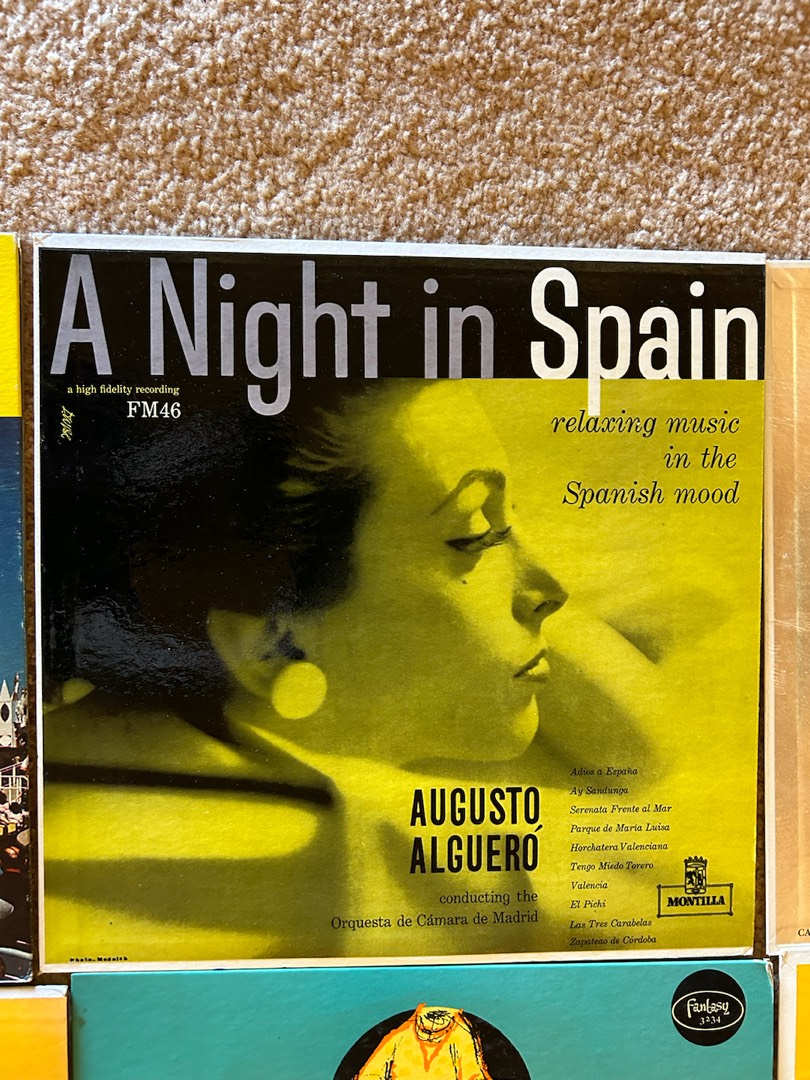 A Night in Spain
a high fidelity recording
FM46
relaxing music
in the
Spanish mood
AUGUSTO
ALGUERÓ
conducting the
Orquesta de Cámara de Madrid
Adios a España
Ay Sandunga
Serenata Frente al Mar
Parque de Maria Luisa
Horchatera Valenciana
Tengo Miedo Torero
Valencia
El Pichi
Las Tres Carabelas
Zapateao de Córdoba
MONTILLA
Photo_Modnick
CA
Fantasy
3234